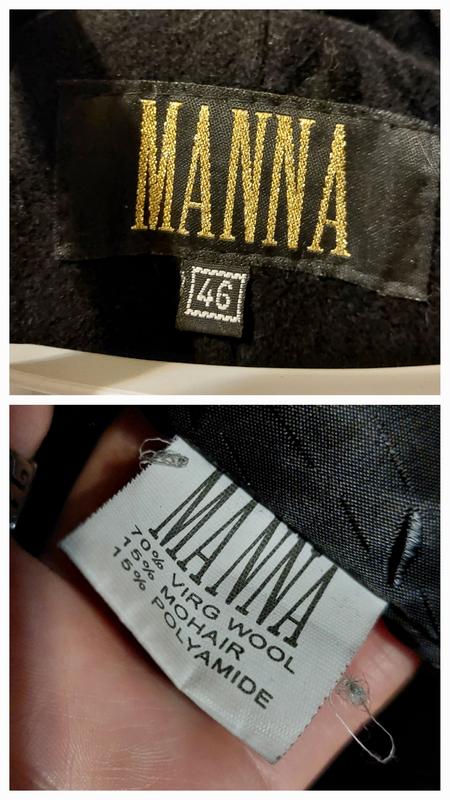 MANNA
46
MANNA
70% VIRG WOOL
15% MOHAIR
15% POLYAMIDE